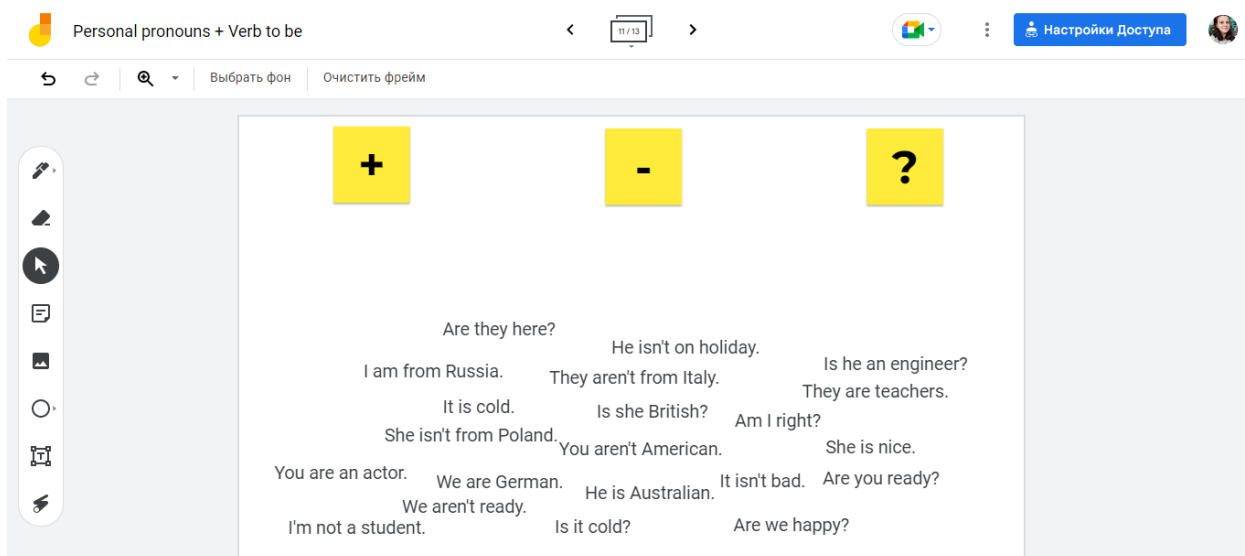 Personal pronouns + Verb to be
11 / 13
Настройки Доступа
Выбрать фон
Очистить фрейм
+
-
?
Are they here?
He isn't on holiday.
Is he an engineer?
I am from Russia.
They aren't from Italy.
They are teachers.
It is cold.
Is she British?
Am I right?
She isn't from Poland.
You aren't American.
She is nice.
You are an actor.
We are German.
It isn't bad.
Are you ready?
He is Australian.
We aren't ready.
I'm not a student.
Is it cold?
Are we happy?